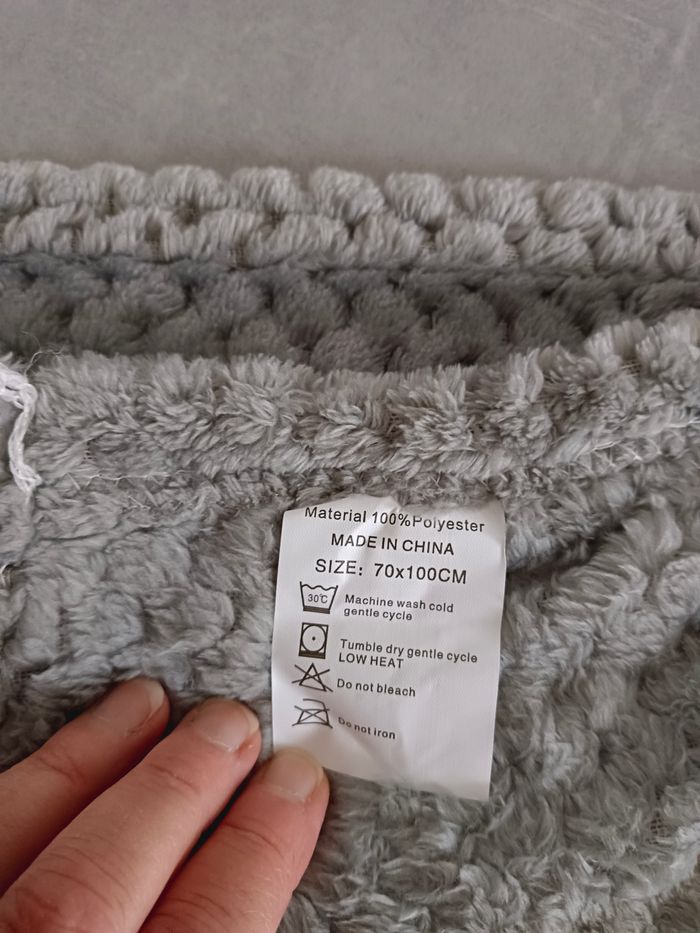 Material 100%Polyester
MADE IN CHINA
SIZE: 70x100CM
30℃
Machine wash cold
gentle cycle
Tumble dry gentle cycle
LOW HEAT
Do not bleach
Do not iron